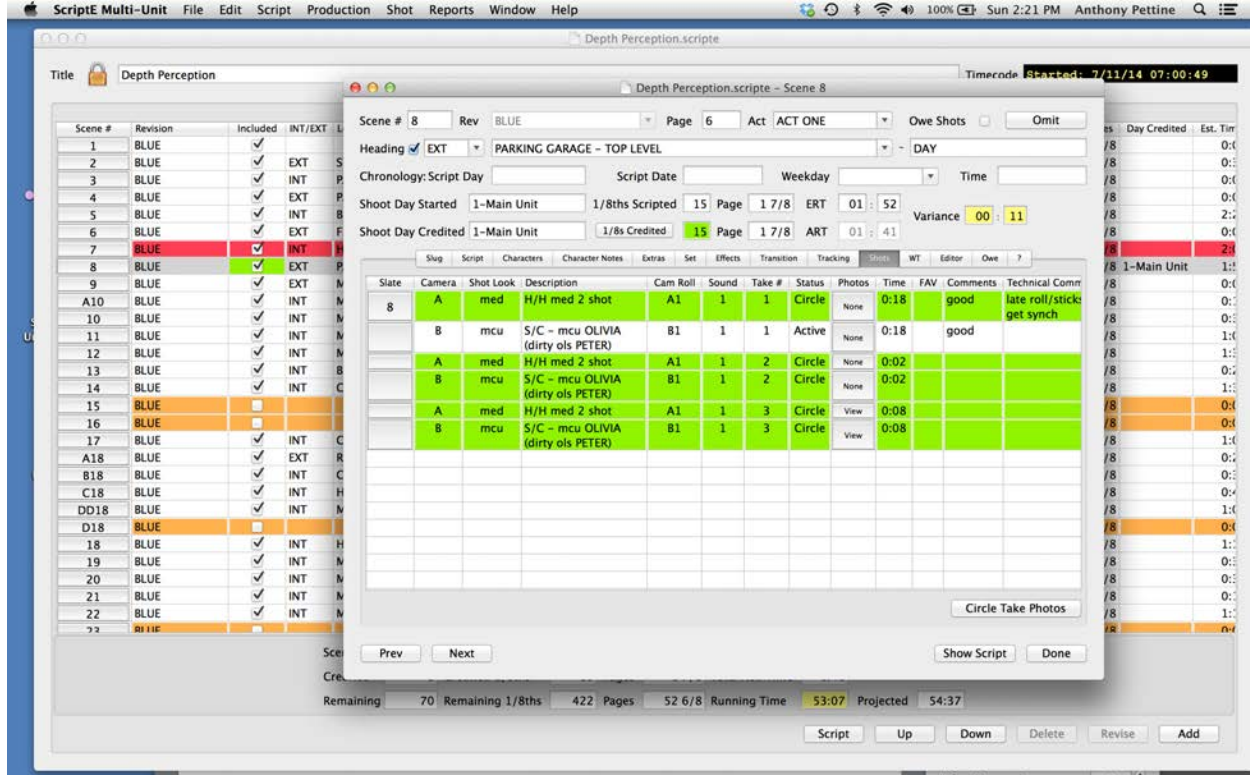 ScriptE Multi-Unit File Edit Script Production Shot Reports Window Help 100% Sun 2:21 PM Anthony Pettine
Depth Perception.scripte
Title Depth Perception Timecode Started: 7/11/14 07:00:49
Depth Perception.scripte – Scene 8
Scene # 8 Rev BLUE Page 6 Act ACT ONE Owe Shots Omit
Heading EXT PARKING GARAGE – TOP LEVEL – DAY
Chronology: Script Day Script Date Weekday Time
Shoot Day Started 1–Main Unit 1/8ths Scripted 15 Page 1 7/8 ERT 01 : 52
Variance 00 : 11
Shoot Day Credited 1–Main Unit 1/8s Credited 15 Page 1 7/8 ART 01 : 41
Slug Script Characters Character Notes Extras Set Effects Transition Tracking Shots WT Editor Owe ?
Slate Camera Shot Look Description Cam Roll Sound Take # Status Photos Time FAV Comments Technical Comm
8 A med H/H med 2 shot A1 1 1 Circle None 0:18 good late roll/sticks
get synch
B mcu S/C – mcu OLIVIA B1 1 1 Active None 0:18 good
(dirty ols PETER)
A med H/H med 2 shot A1 1 2 Circle None 0:02
B mcu S/C – mcu OLIVIA B1 1 2 Circle None 0:02
(dirty ols PETER)
A med H/H med 2 shot A1 1 3 Circle View 0:08
B mcu S/C – mcu OLIVIA B1 1 3 Circle View 0:08
(dirty ols PETER)
Circle Take Photos
Prev Next Show Script Done
Scene # Revision Included INT/EXT Day Credited Est. Tim
1 BLUE
2 BLUE EXT
3 BLUE INT
4 BLUE EXT
5 BLUE INT
6 BLUE EXT
7 BLUE INT
8 BLUE EXT 1–Main Unit
9 BLUE EXT
A10 BLUE INT
10 BLUE INT
11 BLUE INT
12 BLUE INT
13 BLUE INT
14 BLUE INT
15 BLUE
16 BLUE
17 BLUE INT
A18 BLUE EXT
B18 BLUE INT
C18 BLUE INT
DD18 BLUE INT
D18 BLUE
18 BLUE INT
19 BLUE INT
20 BLUE INT
21 BLUE INT
22 BLUE INT
23 BLUE
Remaining 70 Remaining 1/8ths 422 Pages 52 6/8 Running Time 53:07 Projected 54:37
Script Up Down Delete Revise Add